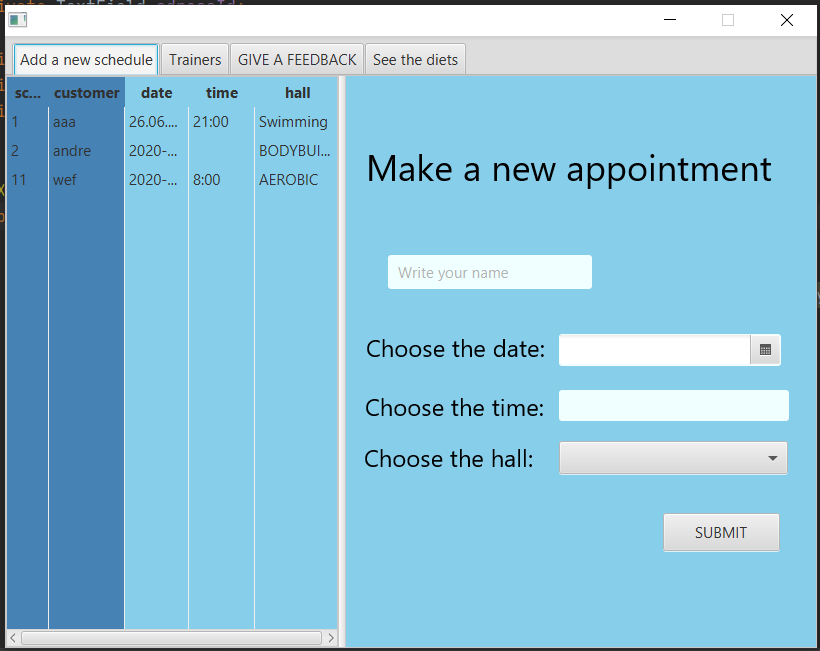 Add a new schedule Trainers GIVE A FEEDBACK See the diets
sc... customer date time hall
1 aaa 26.06.... 21:00 Swimming
2 andre 2020-... BODYBUI...
11 wef 2020-... 8:00 AEROBIC
Make a new appointment
Write your name
Choose the date:
Choose the time:
Choose the hall:
SUBMIT